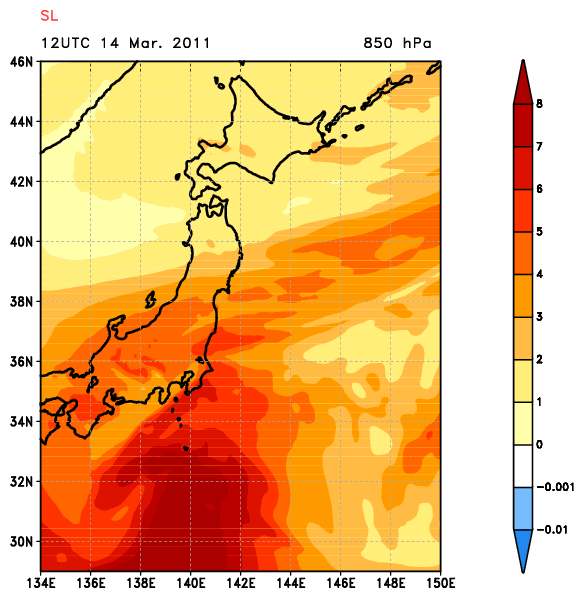 SL
12UTC 14 Mar. 2011 850 hPa
46N
44N
42N
40N
38N
36N
34N
32N
30N
134E 136E 138E 140E 142E 144E 146E 148E 150E
8
7
6
5
4
3
2
1
0
-0.001
-0.01